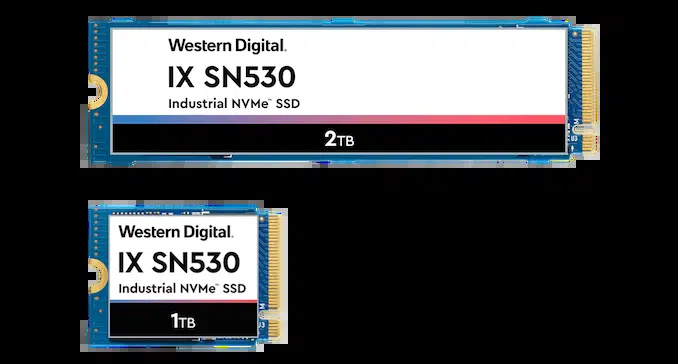 Western Digital.
IX SN530
Industrial NVMe™ SSD
2TB
Western Digital.
IX SN530
Industrial NVMe™ SSD
1TB